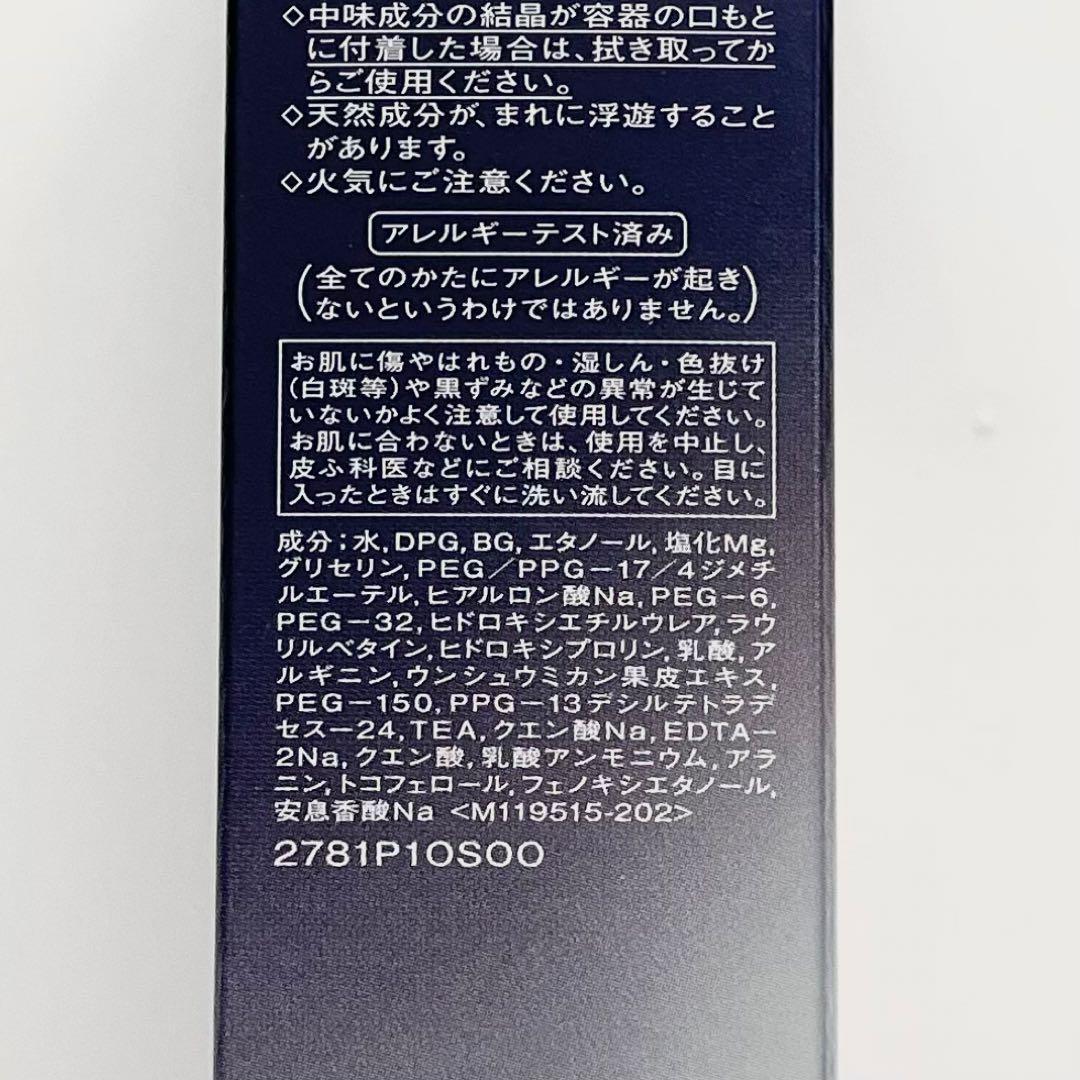 ◇中味成分の結晶が容器の口もと
に付着した場合は、拭き取ってか
らご使用ください。
◇天然成分が、まれに浮遊すること
があります。
◇火気にご注意ください。
アレルギーテスト済み
(全てのかたにアレルギーが起き
ないというわけではありません。)
お肌に傷やはれもの・湿しん・色抜け
(白斑等)や黒ずみなどの異常が生じて
いないかよく注意して使用してください。
お肌に合わないときは、使用を中止し、
皮ふ科医などにご相談ください。目に
入ったときはすぐに洗い流してください。
成分;水,DPG,BG,エタノール,塩化Mg,
グリセリン,PEG/PPG-17/4ジメチ
ルエーテル,ヒアルロン酸Na,PEG-6,
PEG-32,ヒドロキシエチルウレア,ラウ
リルベタイン,ヒドロキシプロリン,乳酸,ア
ルギニン,ウンシュウミカン果皮エキス,
PEG-150,PPG-13デシルテトラデ
セス-24,TEA,クエン酸Na,EDTA-
2Na,クエン酸,乳酸アンモニウム,アラ
ニン,トコフェロール,フェノキシエタノール,
安息香酸Na <M119515-202>
2781P10S00